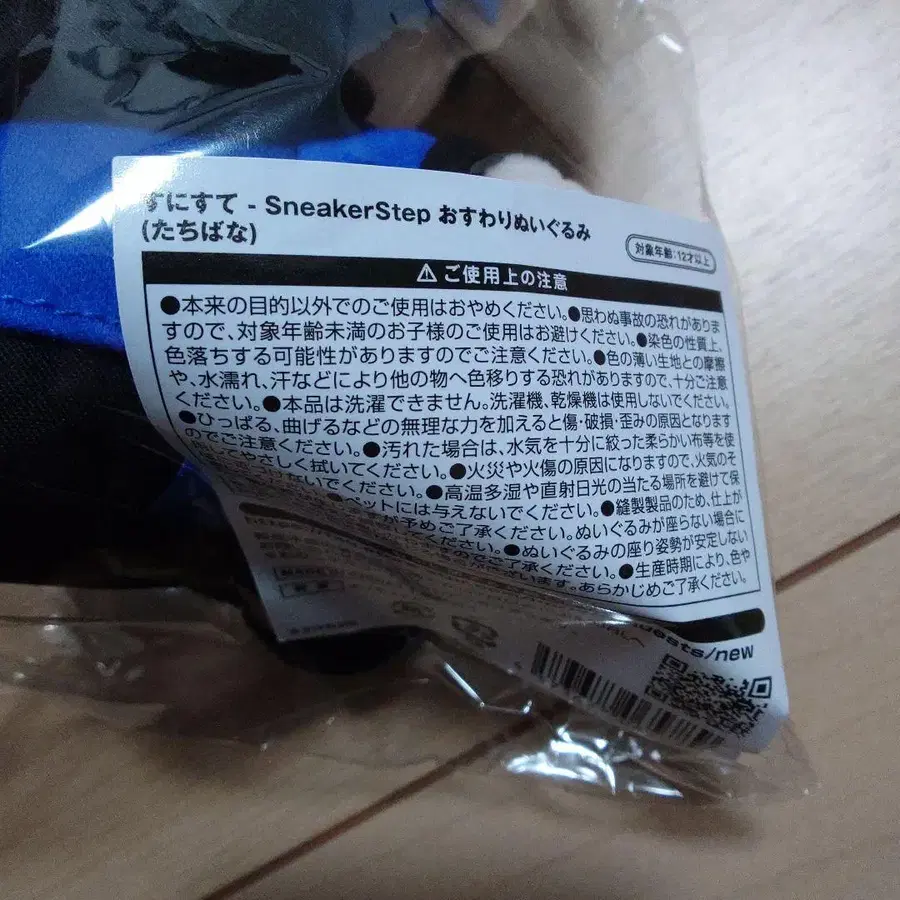 すにすて - SneakerStep おすわりぬいぐるみ
(たちばな)
対象年齢:12才以上
⚠ ご使用上の注意
●本来の目的以外でのご使用はおやめください。●思わぬ事故の恐れがありま
すので、対象年齢未満のお子様のご使用はお避けください。●染色の性質上、
色落ちする可能性がありますのでご注意ください。●色の薄い生地との摩擦
や、水濡れ、汗などにより他の物へ色移りする恐れがありますので、十分ご注意
ください。●本品は洗濯できません。洗濯機、乾燥機は使用しないでください。
●ひっぱる、曲げるなどの無理な力を加えると傷・破損・歪みの原因となります
のでご注意ください。●汚れた場合は、水気を十分に絞った柔らかい布等を使
用してやさしく拭いてください。●火災や火傷の原因になりますので、火気のそ
けないでください。●高温多湿や直射日光の当たる場所を避けて保
ペットには与えないでください。●縫製製品のため、仕上が
が予めご了承ください。ぬいぐるみが座らない場合に
すのでご了承ください。●ぬいぐるみの座り姿勢が安定しない
ざいます。あらかじめご了承ください。●生産時期により、色や
uests/new